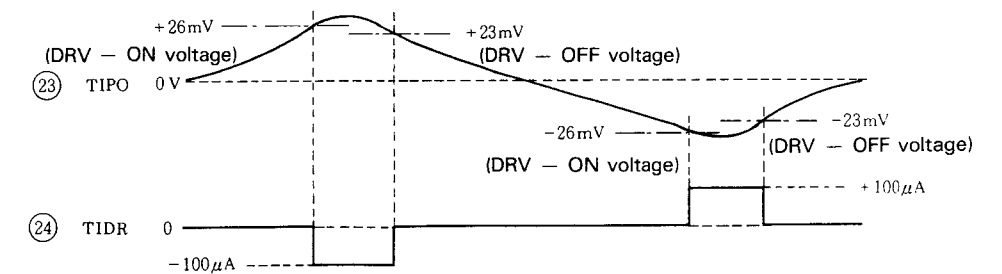 +26mV
+23mV
(DRV – ON voltage)
(DRV – OFF voltage)
23 TIPO 0V
-26mV
-23mV
(DRV – ON voltage)
(DRV – OFF voltage)
+100μA
24 TIDR 0
-100μA